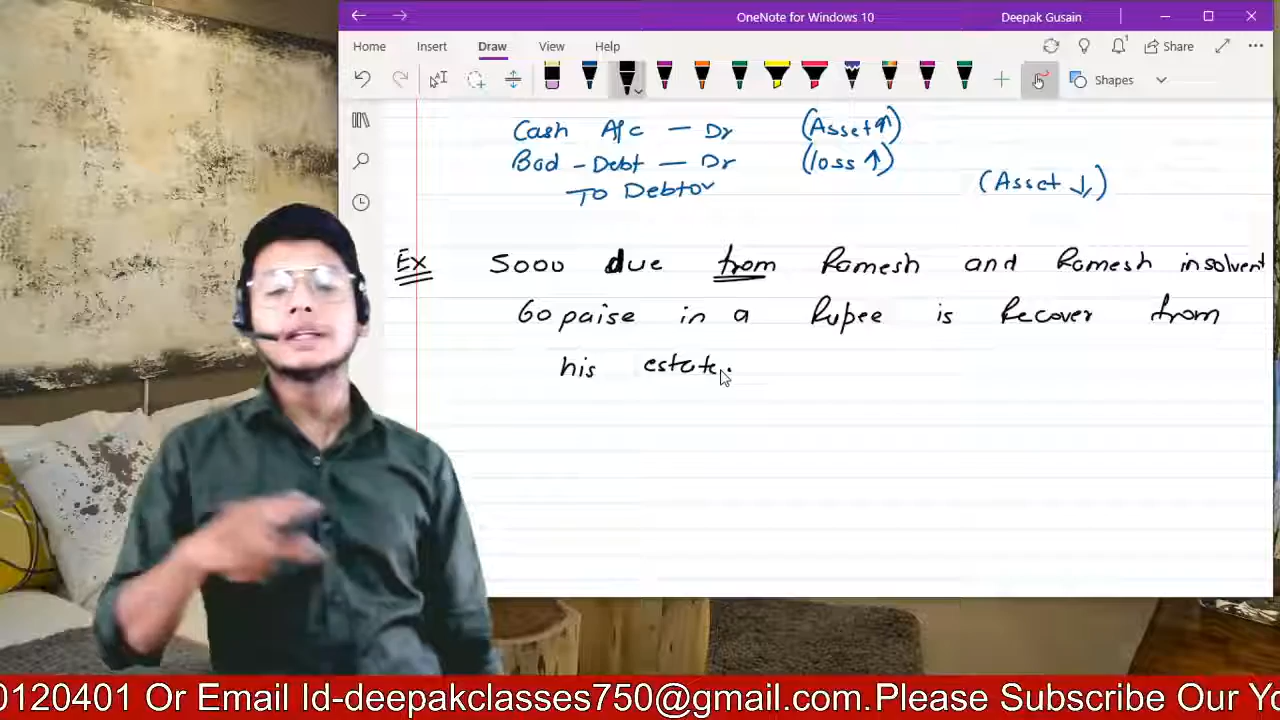 OneNote for Windows 10
Deepak Gusain
Home Insert Draw View Help
Share
Shapes
Cash A/c — Dr (Asset ↑)
Bad - Debt — Dr (loss ↑)
To Debtor (Asset ↓)
Ex 5000 due from Ramesh and Ramesh insolvent
60 paise in a Rupee is Recover from
his estate.
0120401 Or Email Id-deepakclasses750@gmail.com.Please Subscribe Our Yo